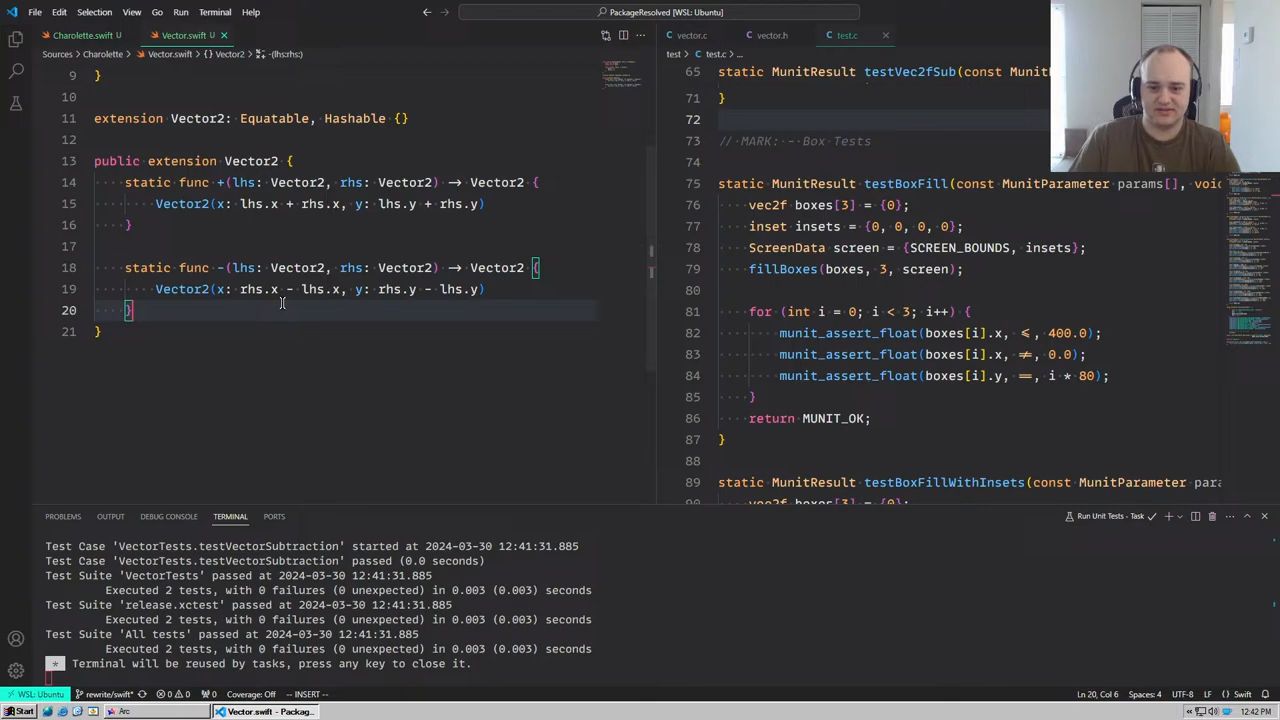 File Edit Selection View Go Run Terminal Help
PackageResolved [WSL: Ubuntu]
Charolette.swift U
Vector.swift U
Sources > Charolette > Vector.swift > {} Vector2 > -(lhs:rhs:)
9 }
10
11 extension Vector2: Equatable, Hashable {}
12
13 public extension Vector2 {
14 static func +(lhs: Vector2, rhs: Vector2) -> Vector2 {
15 Vector2(x: lhs.x + rhs.x, y: lhs.y + rhs.y)
16 }
17
18 static func -(lhs: Vector2, rhs: Vector2) -> Vector2 {
19 Vector2(x: rhs.x - lhs.x, y: rhs.y - lhs.y)
20 }
21 }
vector.c vector.h test.c
test > test.c > ...
65 static MunitResult testVec2fSub(const Munit
71 }
72
73 // MARK: - Box Tests
74
75 static MunitResult testBoxFill(const MunitParameter params[], void
76 vec2f boxes[3] = {0};
77 inset insets = {0, 0, 0, 0};
78 ScreenData screen = {SCREEN_BOUNDS, insets};
79 fillBoxes(boxes, 3, screen);
80
81 for (int i = 0; i < 3; i++) {
82 munit_assert_float(boxes[i].x, <=, 400.0);
83 munit_assert_float(boxes[i].x, !=, 0.0);
84 munit_assert_float(boxes[i].y, ==, i * 80);
85 }
86 return MUNIT_OK;
87 }
88
89 static MunitResult testBoxFillWithInsets(const MunitParameter para
90 vec2f boxes[3] = {0};
PROBLEMS OUTPUT DEBUG CONSOLE TERMINAL PORTS
Run Unit Tests - Task
Test Case 'VectorTests.testVectorSubtraction' started at 2024-03-30 12:41:31.885
Test Case 'VectorTests.testVectorSubtraction' passed (0.0 seconds)
Test Suite 'VectorTests' passed at 2024-03-30 12:41:31.885
Executed 2 tests, with 0 failures (0 unexpected) in 0.003 (0.003) seconds
Test Suite 'release.xctest' passed at 2024-03-30 12:41:31.885
Executed 2 tests, with 0 failures (0 unexpected) in 0.003 (0.003) seconds
Test Suite 'All tests' passed at 2024-03-30 12:41:31.885
Executed 2 tests, with 0 failures (0 unexpected) in 0.003 (0.003) seconds
* Terminal will be reused by tasks, press any key to close it.
WSL: Ubuntu rewrite/swift* 0 0 0 Coverage: Off -- INSERT -- Ln 20, Col 6 Spaces: 4 UTF-8 LF Swift
Start Arc Vector.swift - Packag... 12:42 PM